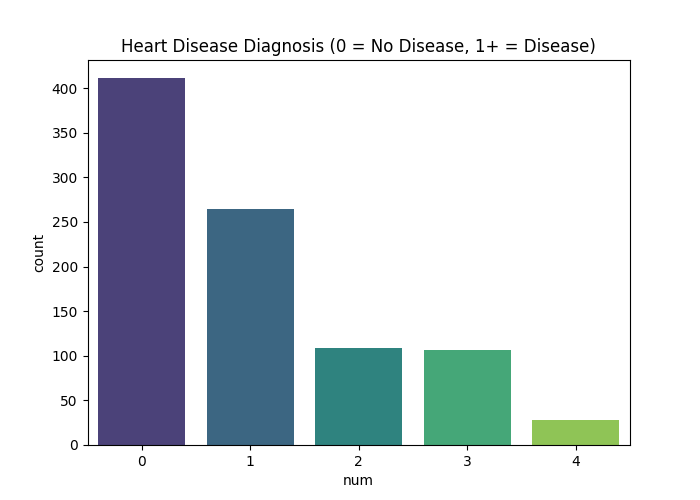 Heart Disease Diagnosis (0 = No Disease, 1+ = Disease)
400
350
300
250
200
150
100
50
0
count
0 1 2 3 4
num